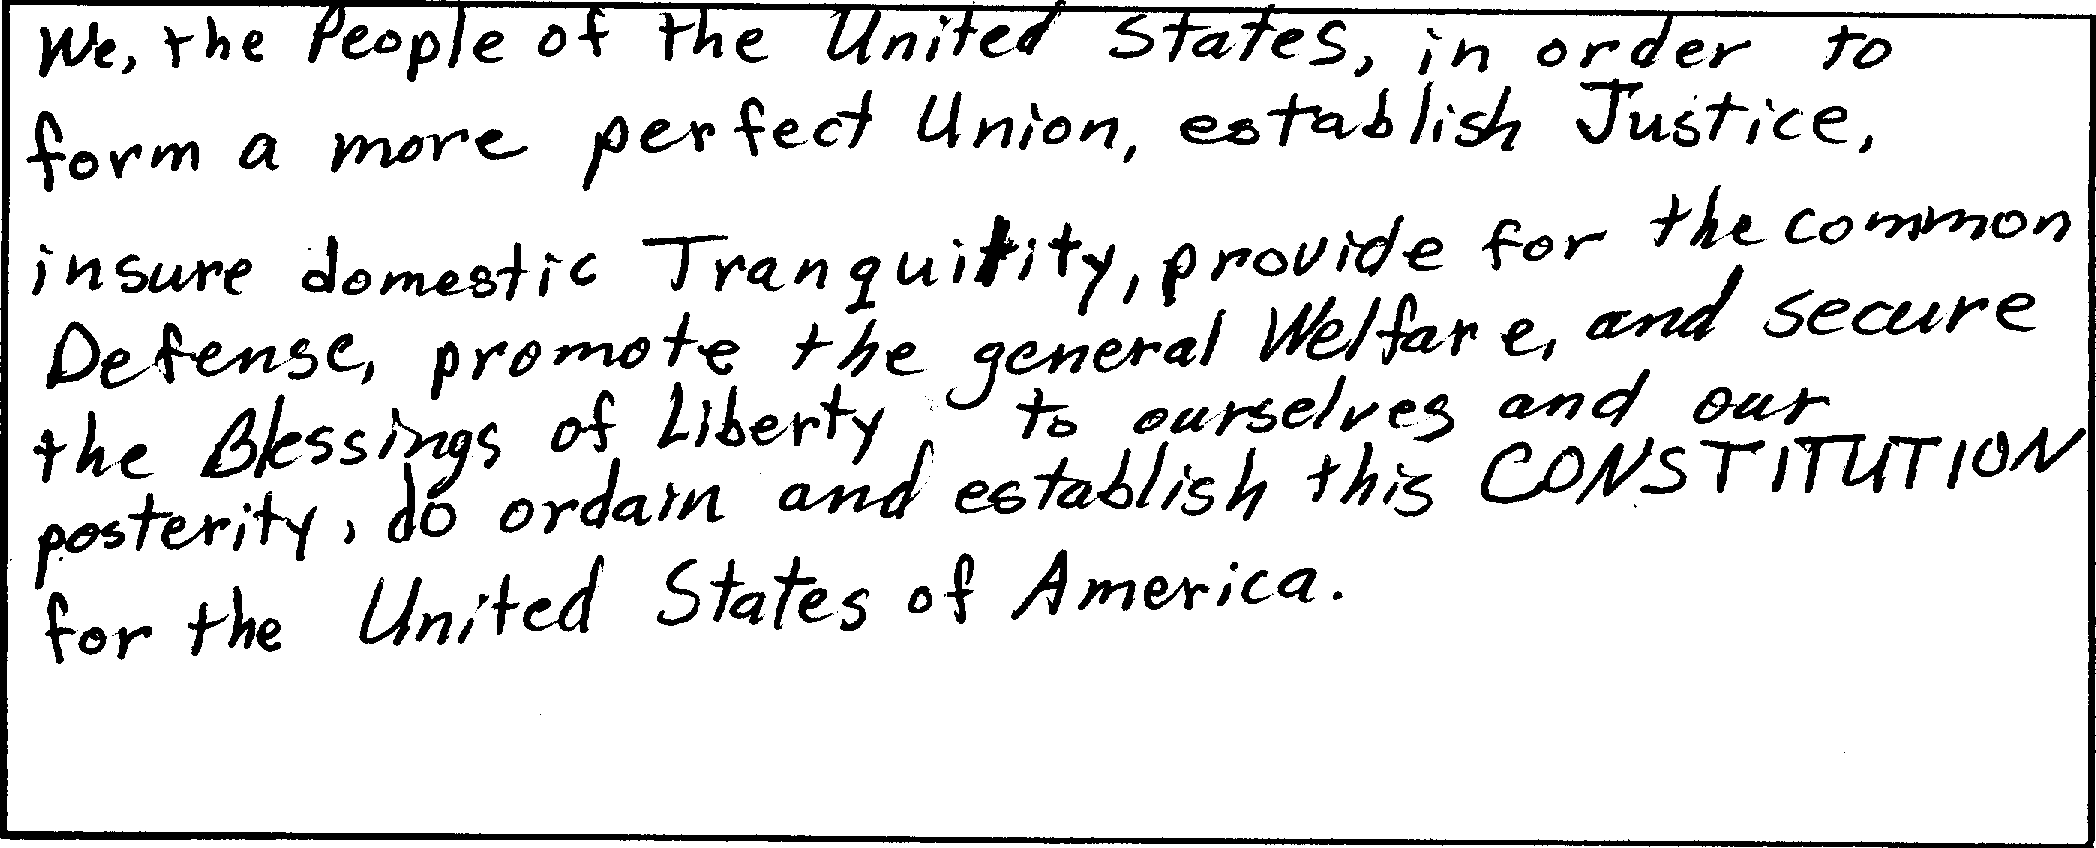 We, the People of the United States, in order to
form a more perfect Union, establish Justice,
insure domestic Tranquility, provide for the common
Defense, promote the general Welfare, and secure
the Blessings of Liberty to ourselves and our
posterity, do ordain and establish this CONSTITUTION
for the United States of America.